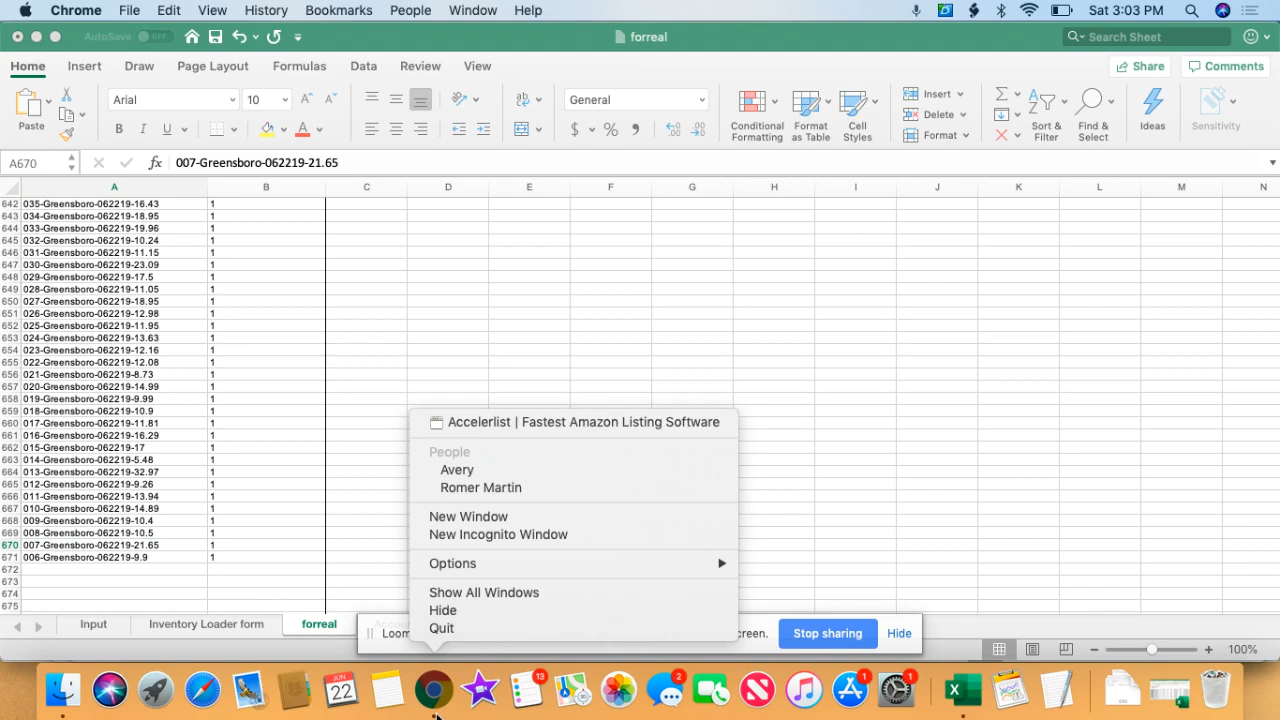 Chrome File Edit View History Bookmarks People Window Help Sat 3:03 PM
AutoSave OFF forreal Search Sheet
Home Insert Draw Page Layout Formulas Data Review View Share Comments
Paste Arial 10 General Conditional Formatting Format as Table Cell Styles Insert Delete Format Sort & Filter Find & Select Ideas Sensitivity
A670 fx 007-Greensboro-062219-21.65
A B C D E F G H I J K L M N
642 035-Greensboro-062219-16.43 1
643 034-Greensboro-062219-18.95 1
644 033-Greensboro-062219-19.96 1
645 032-Greensboro-062219-10.24 1
646 031-Greensboro-062219-11.15 1
647 030-Greensboro-062219-23.09 1
648 029-Greensboro-062219-17.5 1
649 028-Greensboro-062219-11.05 1
650 027-Greensboro-062219-18.95 1
651 026-Greensboro-062219-12.98 1
652 025-Greensboro-062219-11.95 1
653 024-Greensboro-062219-13.63 1
654 023-Greensboro-062219-12.16 1
655 022-Greensboro-062219-12.08 1
656 021-Greensboro-062219-8.73 1
657 020-Greensboro-062219-14.99 1
658 019-Greensboro-062219-9.99 1
659 018-Greensboro-062219-10.9 1
660 017-Greensboro-062219-11.81 1
661 016-Greensboro-062219-16.29 1
662 015-Greensboro-062219-17 1
663 014-Greensboro-062219-5.48 1
664 013-Greensboro-062219-32.97 1
665 012-Greensboro-062219-9.26 1
666 011-Greensboro-062219-13.94 1
667 010-Greensboro-062219-14.89 1
668 009-Greensboro-062219-10.4 1
669 008-Greensboro-062219-10.5 1
670 007-Greensboro-062219-21.65 1
671 006-Greensboro-062219-9.9 1
672
673
674
675
Accelerlist | Fastest Amazon Listing Software
People
Avery
Romer Martin
New Window
New Incognito Window
Options
Show All Windows
Hide
Quit
Input Inventory Loader form forreal
Loom screen. Stop sharing Hide
100%
JUN 22 13 2 1 1